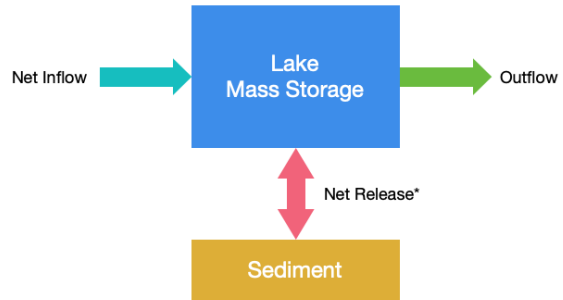 Lake
Mass Storage
Net Inflow
Outflow
Net Release*
Sediment